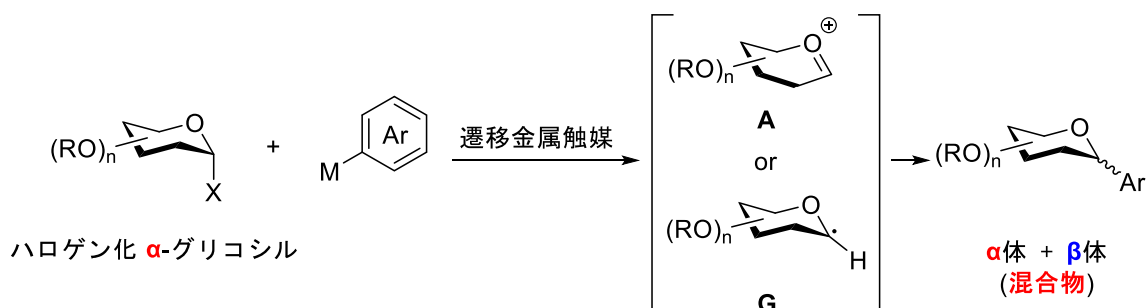 (RO)n
O
X
ハロゲン化 α-グリコシル
+
M
Ar
遷移金属触媒
(RO)n
O
⊕
A
or
(RO)n
O
•
H
G
(RO)n
O
Ar
α体 + β体
(混合物)